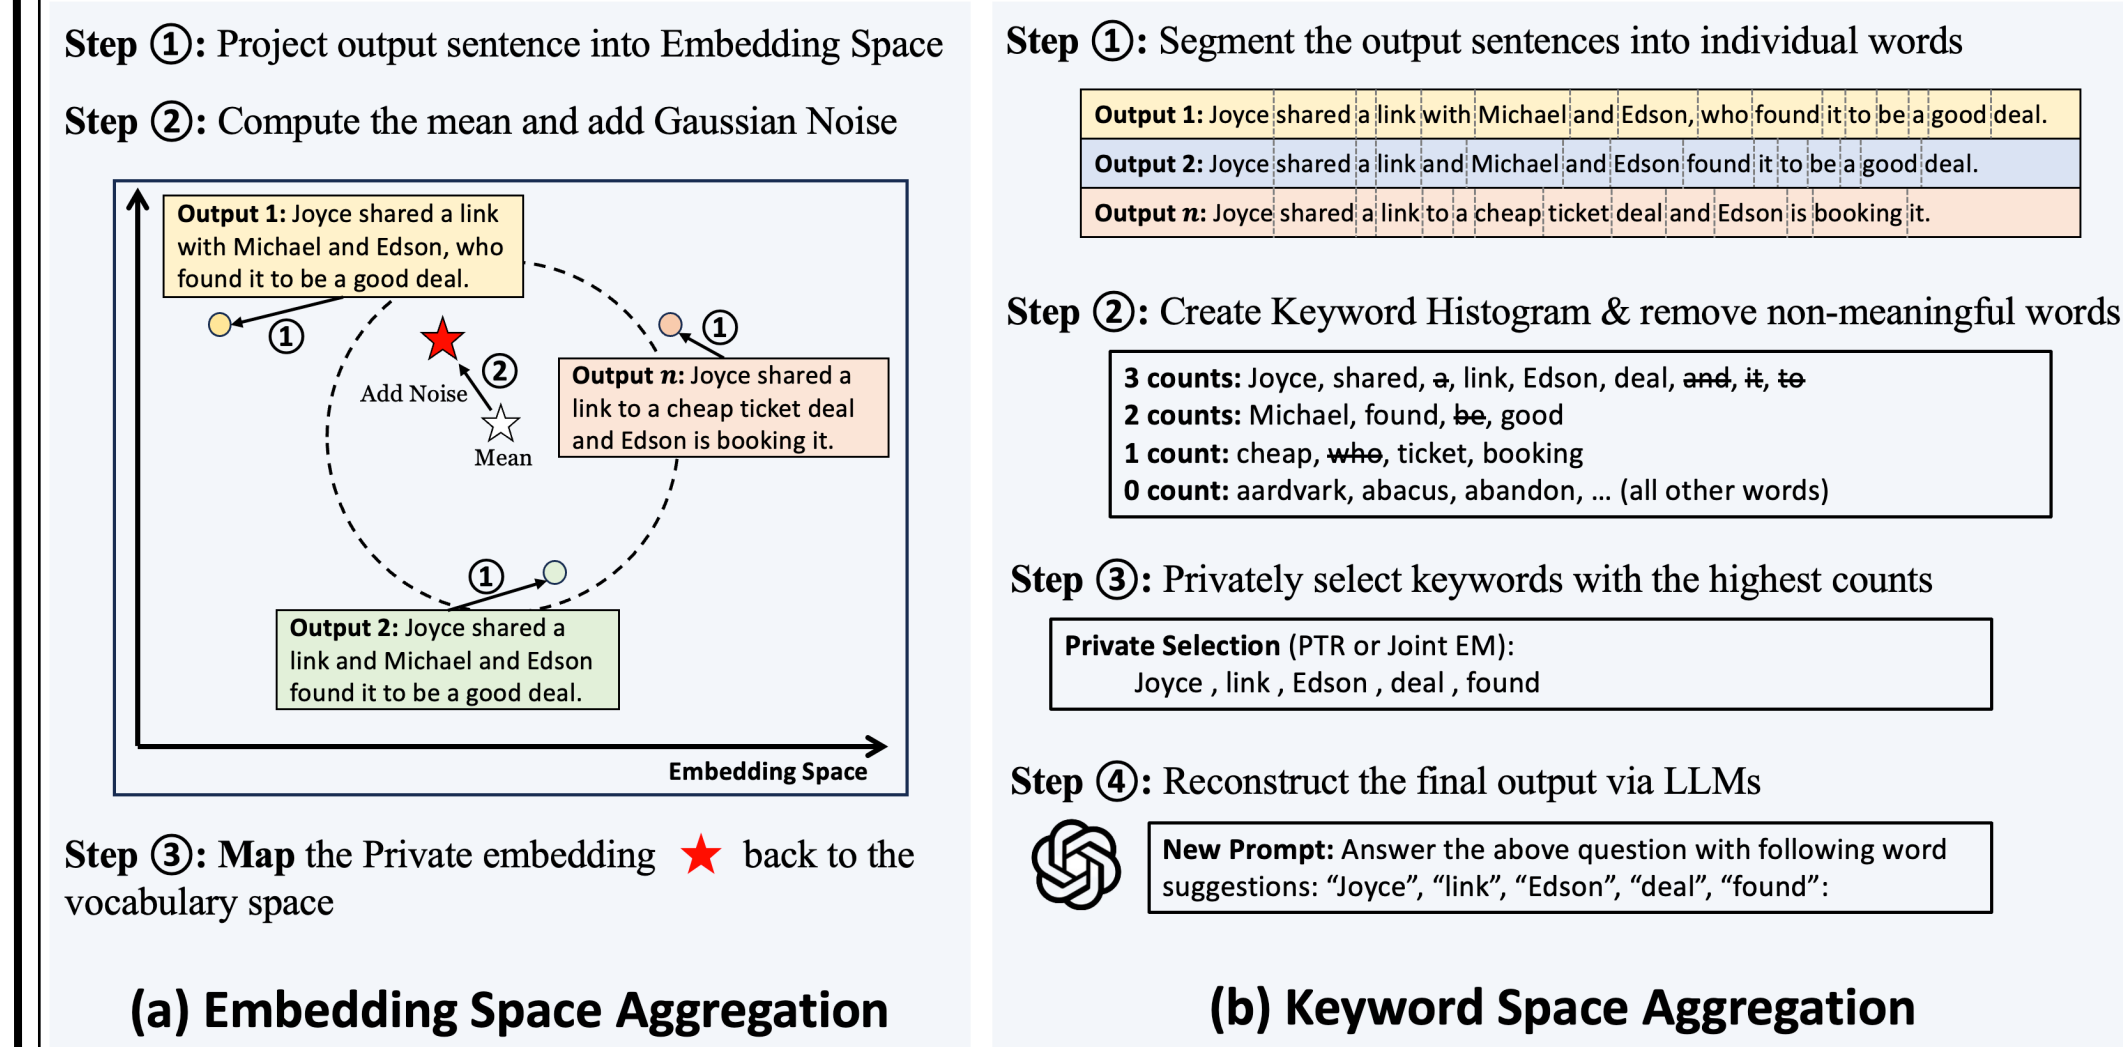 Step ①: Project output sentence into Embedding Space
Step ②: Compute the mean and add Gaussian Noise
Output 1: Joyce shared a link
with Michael and Edson, who
found it to be a good deal.
①
①
Add Noise
②
Mean
Output n: Joyce shared a
link to a cheap ticket deal
and Edson is booking it.
①
Output 2: Joyce shared a
link and Michael and Edson
found it to be a good deal.
Embedding Space
Step ③: Map the Private embedding ★ back to the
vocabulary space
(a) Embedding Space Aggregation
Step ①: Segment the output sentences into individual words
Output 1: Joyce shared a link with Michael and Edson, who found it to be a good deal.
Output 2: Joyce shared a link and Michael and Edson found it to be a good deal.
Output n: Joyce shared a link to a cheap ticket deal and Edson is booking it.
Step ②: Create Keyword Histogram & remove non-meaningful words
3 counts: Joyce, shared, a, link, Edson, deal, and, it, to
2 counts: Michael, found, be, good
1 count: cheap, who, ticket, booking
0 count: aardvark, abacus, abandon, ... (all other words)
Step ③: Privately select keywords with the highest counts
Private Selection (PTR or Joint EM):
Joyce , link , Edson , deal , found
Step ④: Reconstruct the final output via LLMs
New Prompt: Answer the above question with following word
suggestions: “Joyce”, “link”, “Edson”, “deal”, “found”:
(b) Keyword Space Aggregation